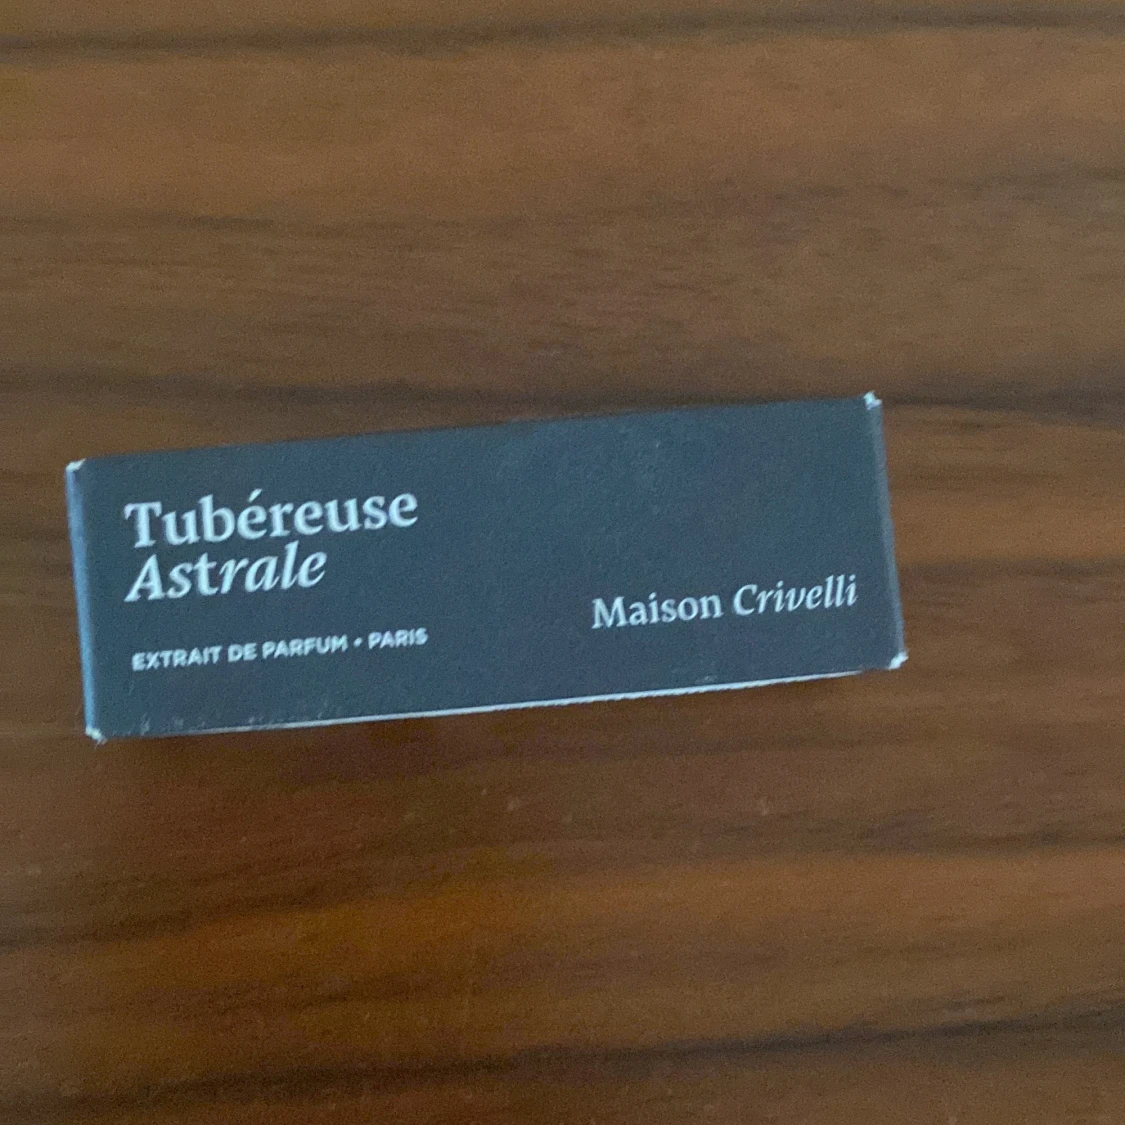 Tubéreuse
Astrale
EXTRAIT DE PARFUM • PARIS
Maison Crivelli